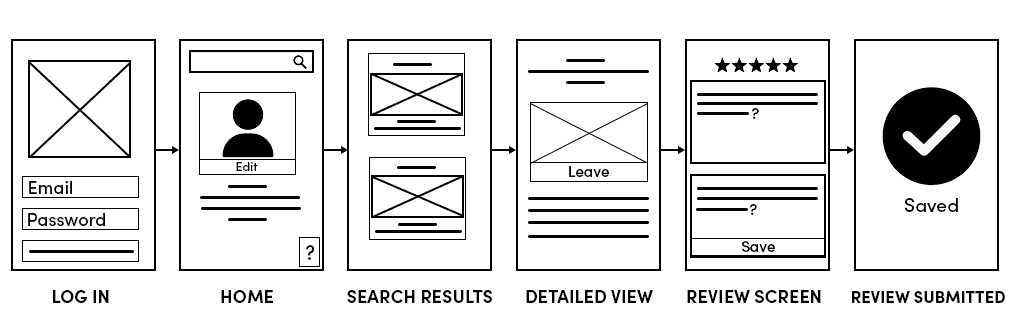 Email
Password
LOG IN
Edit
?
HOME
SEARCH RESULTS
Leave
DETAILED VIEW
?
?
Save
REVIEW SCREEN
Saved
REVIEW SUBMITTED